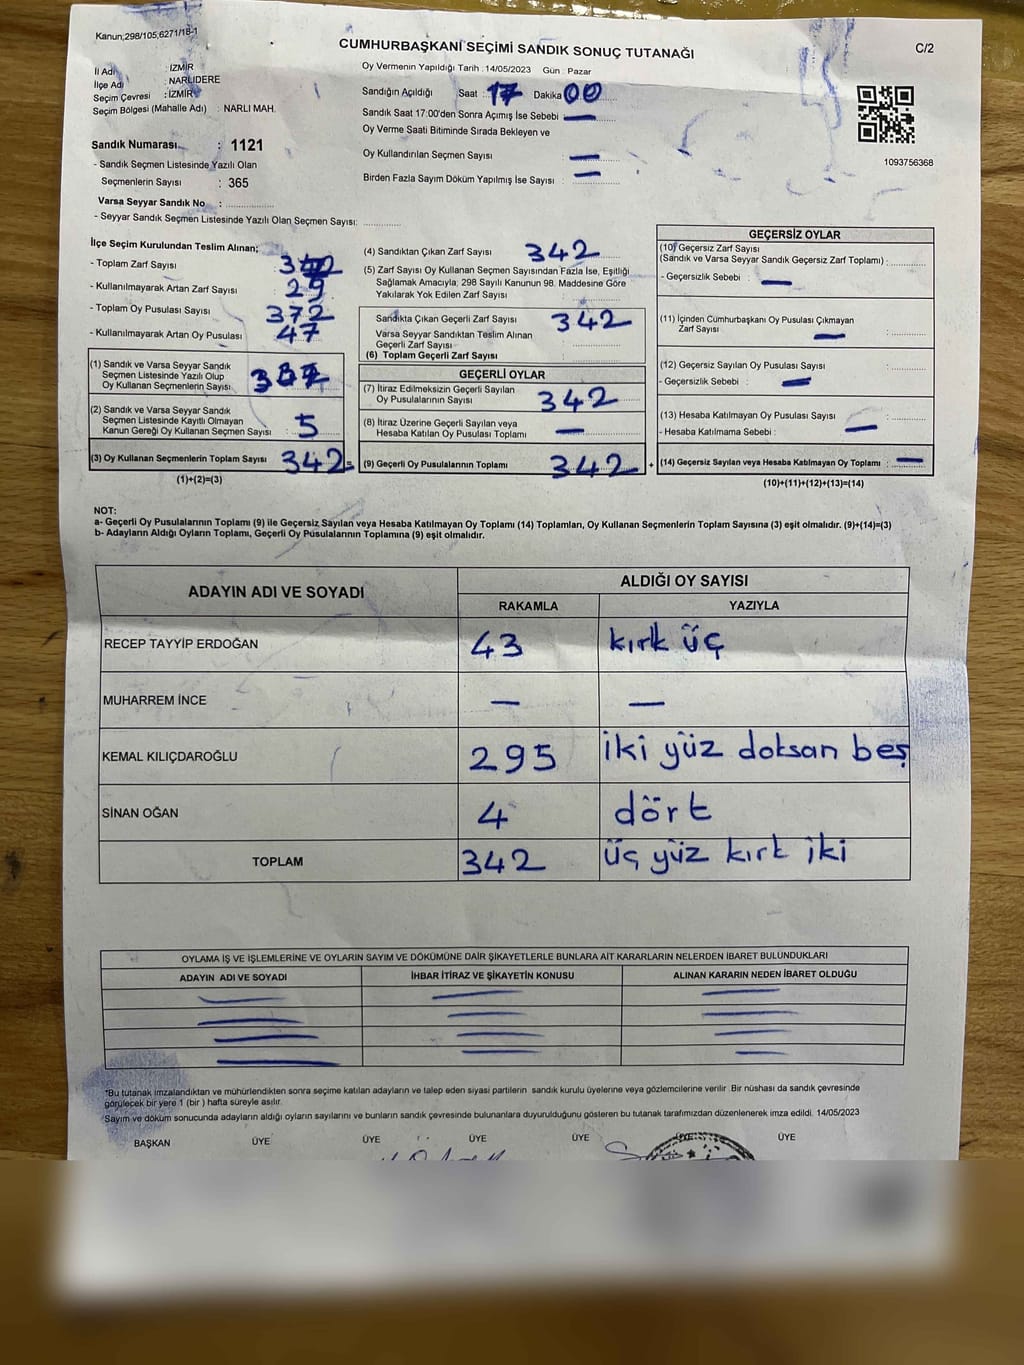 Kanun;298/105,6271/18-1
CUMHURBAŞKANI SEÇİMİ SANDIK SONUÇ TUTANAĞI
C/2
İl Adı : İZMİR
İlçe Adı : NARLIDERE
Seçim Çevresi : İZMİR
Seçim Bölgesi (Mahalle Adı) : NARLI MAH.
Sandık Numarası : 1121
- Sandık Seçmen Listesinde Yazılı Olan
Seçmenlerin Sayısı : 365
Varsa Seyyar Sandık No :
- Seyyar Sandık Seçmen Listesinde Yazılı Olan Seçmen Sayısı:
Oy Vermenin Yapıldığı Tarih : 14/05/2023 Gün : Pazar
Sandığın Açıldığı Saat : 17 Dakika 00
Sandık Saat 17:00'den Sonra Açımış İse Sebebi —
Oy Verme Saati Bitiminde Sırada Bekleyen ve
Oy Kullandırılan Seçmen Sayısı —
Birden Fazla Sayım Döküm Yapılmış İse Sayısı : —
1093756368
İlçe Seçim Kurulundan Teslim Alınan;
- Toplam Zarf Sayısı
- Kullanılmayarak Artan Zarf Sayısı 29
- Toplam Oy Pusulası Sayısı 372
- Kullanılmayarak Artan Oy Pusulası 47
(1) Sandık ve Varsa Seyyar Sandık
Seçmen Listesinde Yazılı Olup
Oy Kullanan Seçmenlerin Sayısı
(2) Sandık ve Varsa Seyyar Sandık
Seçmen Listesinde Kayıtlı Olmayan
Kanun Gereği Oy Kullanan Seçmen Sayısı : 5
(3) Oy Kullanan Seçmenlerin Toplam Sayısı 342 =
(1)+(2)=(3)
(4) Sandıktan Çıkan Zarf Sayısı 342
(5) Zarf Sayısı Oy Kullanan Seçmen Sayısından Fazla İse, Eşitliği
Sağlamak Amacıyla; 298 Sayılı Kanunun 98. Maddesine Göre
Yakılarak Yok Edilen Zarf Sayısı :
Sandıkta Çıkan Geçerli Zarf Sayısı 342
Varsa Seyyar Sandıktan Teslim Alınan
Geçerli Zarf Sayısı :
(6) Toplam Geçerli Zarf Sayısı
GEÇERLİ OYLAR
(7) İtiraz Edilmeksizin Geçerli Sayılan
Oy Pusulalarının Sayısı 342
(8) İtiraz Üzerine Geçerli Sayılan veya
Hesaba Katılan Oy Pusulası Toplamı —
(9) Geçerli Oy Pusulalarının Toplamı 342 +
GEÇERSİZ OYLAR
(10) Geçersiz Zarf Sayısı
(Sandık ve Varsa Seyyar Sandık Geçersiz Zarf Toplamı) :
- Geçersizlik Sebebi : —
(11) İçinden Cumhurbaşkanı Oy Pusulası Çıkmayan
Zarf Sayısı : —
(12) Geçersiz Sayılan Oy Pusulası Sayısı :
- Geçersizlik Sebebi : —
(13) Hesaba Katılmayan Oy Pusulası Sayısı :
- Hesaba Katılmama Sebebi : —
(14) Geçersiz Sayılan veya Hesaba Katılmayan Oy Toplamı : —
(10)+(11)+(12)+(13)=(14)
NOT:
a- Geçerli Oy Pusulalarının Toplamı (9) ile Geçersiz Sayılan veya Hesaba Katılmayan Oy Toplamı (14) Toplamları, Oy Kullanan Seçmenlerin Toplam Sayısına (3) eşit olmalıdır. (9)+(14)=(3)
b- Adayların Aldığı Oyların Toplamı, Geçerli Oy Pusulalarının Toplamına (9) eşit olmalıdır.
ADAYIN ADI VE SOYADI
ALDIĞI OY SAYISI
RAKAMLA YAZIYLA
RECEP TAYYİP ERDOĞAN 43 kırk üç
MUHARREM İNCE — —
KEMAL KILIÇDAROĞLU 295 iki yüz doksan beş
SİNAN OĞAN 4 dört
TOPLAM 342 üç yüz kırk iki
OYLAMA İŞ VE İŞLEMLERİNE VE OYLARIN SAYIM VE DÖKÜMÜNE DAİR ŞİKAYETLERLE BUNLARA AİT KARARLARIN NELERDEN İBARET BULUNDUKLARI
ADAYIN ADI VE SOYADI İHBAR İTİRAZ VE ŞİKAYETİN KONUSU ALINAN KARARIN NEDEN İBARET OLDUĞU
*Bu tutanak imzalandıktan ve mühürlendikten sonra seçime katılan adayların ve talep eden siyasi partilerin sandık kurulu üyelerine veya gözlemcilerine verilir. Bir nüshası da sandık çevresinde
görülecek bir yere 1 (bir ) hafta süreyle asılır.
Sayım ve döküm sonucunda adayların aldığı oyların sayılarını ve bunların sandık çevresinde bulunanlara duyurulduğunu gösteren bu tutanak tarafımızdan düzenlenerek imza edildi. 14/05/2023
BAŞKAN ÜYE ÜYE ÜYE ÜYE ÜYE ÜYE